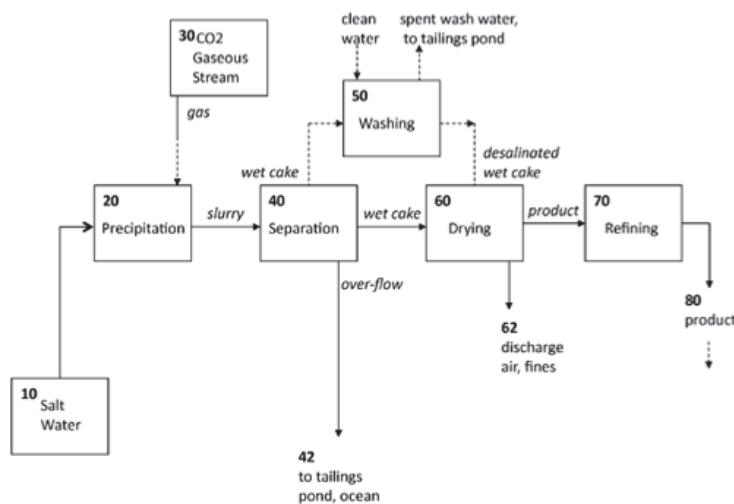 clean
water
spent wash water,
to tailings pond
30 CO2
Gaseous
Stream
gas
50
Washing
wet cake
desalinated
wet cake
20
Precipitation
slurry
40
Separation
wet cake
60
Drying
product
70
Refining
over-flow
80
product
62
discharge
air, fines
10
Salt
Water
42
to tailings
pond, ocean